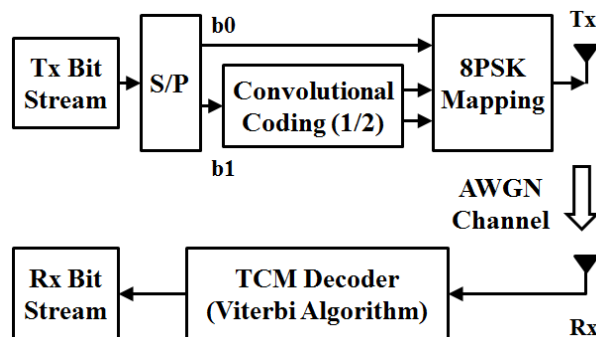 Tx Bit
Stream
S/P
b0
b1
Convolutional
Coding (1/2)
8PSK
Mapping
Tx
AWGN
Channel
Rx Bit
Stream
TCM Decoder
(Viterbi Algorithm)
Rx